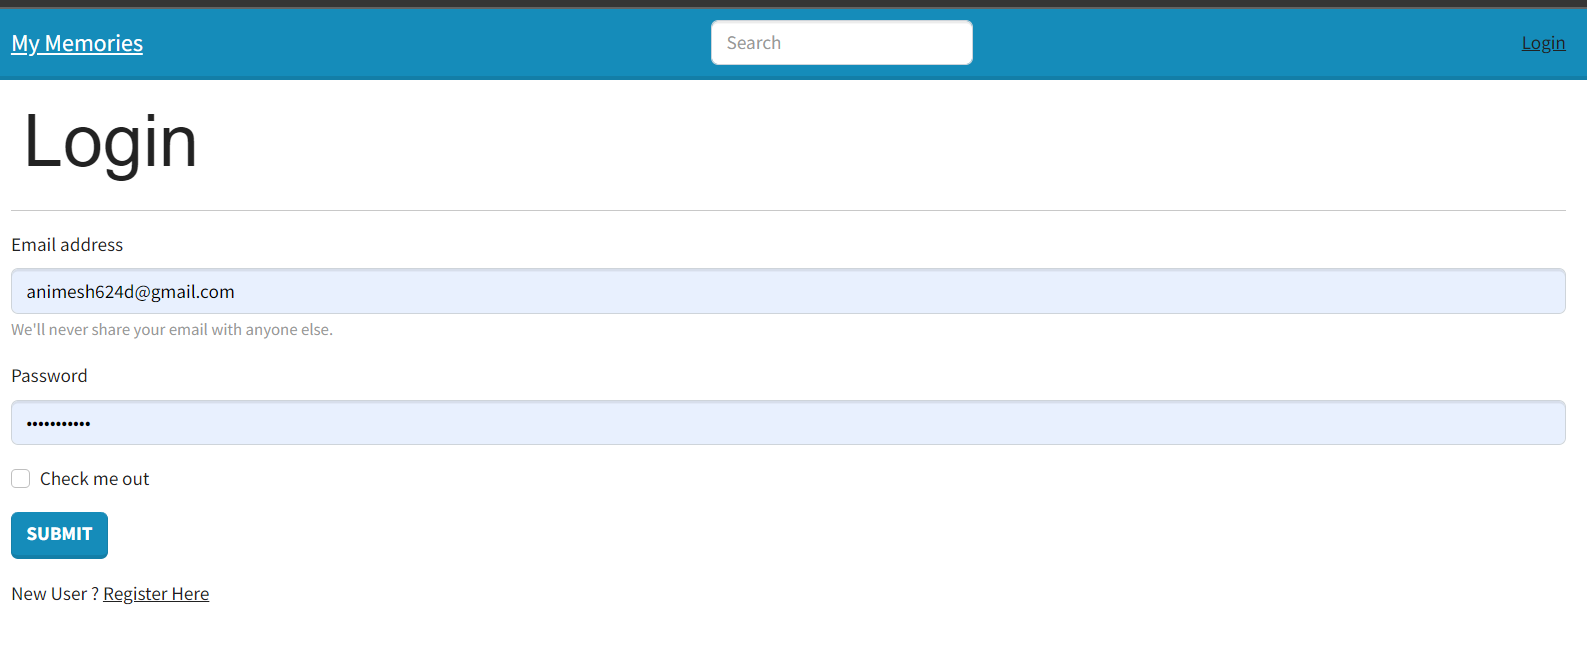 My Memories Search Login
Login
Email address
animesh624d@gmail.com
We'll never share your email with anyone else.
Password
•••••••••••
Check me out
SUBMIT
New User ? Register Here